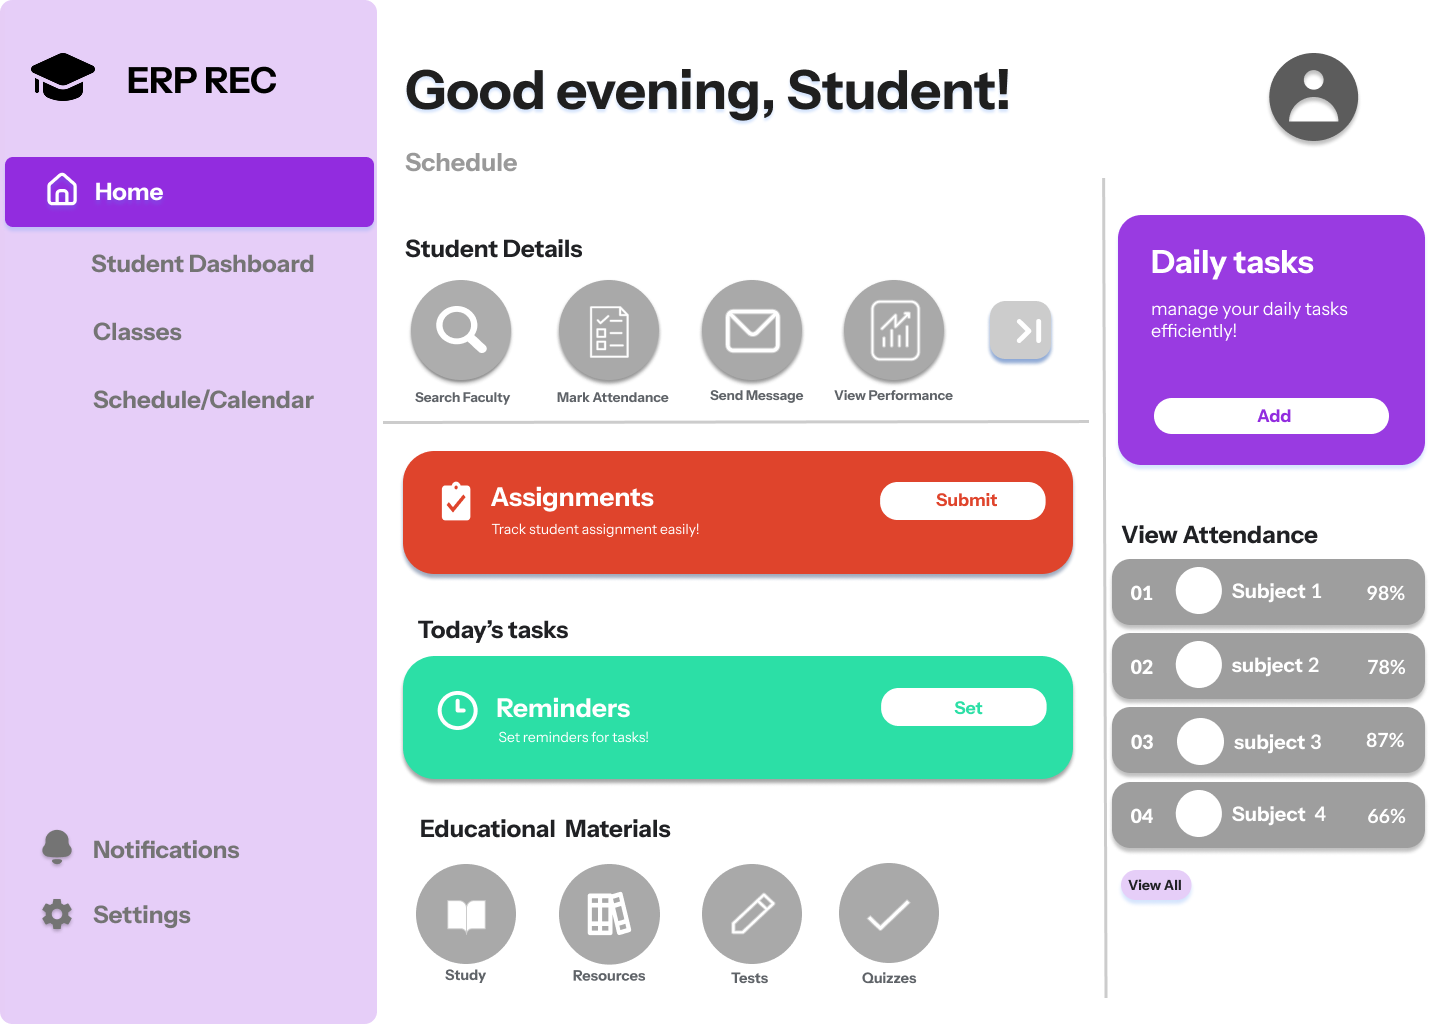 ERP REC
Home
Student Dashboard
Classes
Schedule/Calendar
Notifications
Settings
Good evening, Student!
Schedule
Student Details
Search Faculty
Mark Attendance
Send Message
View Performance
Assignments
Track student assignment easily!
Submit
Today's tasks
Reminders
Set reminders for tasks!
Set
Educational Materials
Study
Resources
Tests
Quizzes
Daily tasks
manage your daily tasks
efficiently!
Add
View Attendance
01 Subject 1 98%
02 subject 2 78%
03 subject 3 87%
04 Subject 4 66%
View All